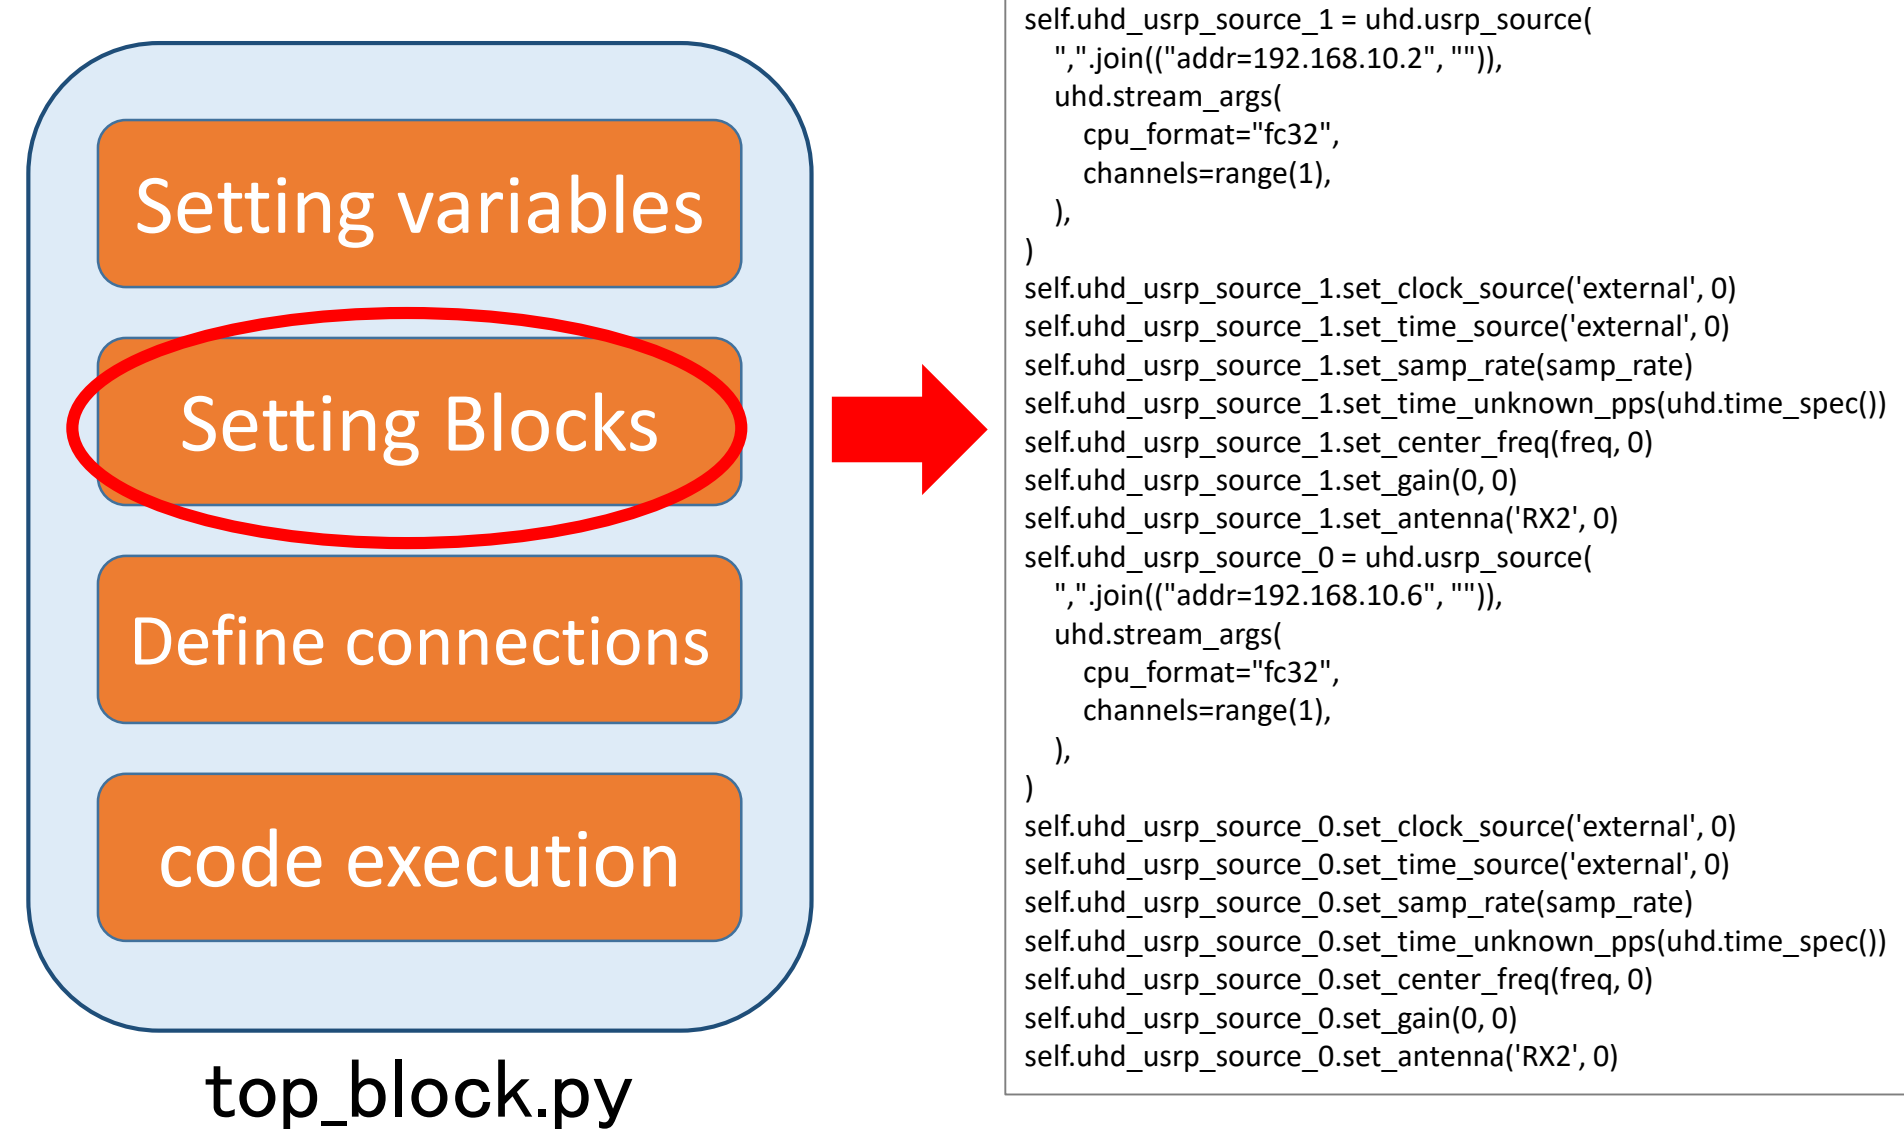 Setting variables
Setting Blocks
Define connections
code execution
top_block.py
self.uhd_usrp_source_1 = uhd.usrp_source(
",".join(("addr=192.168.10.2", "")),
uhd.stream_args(
cpu_format="fc32",
channels=range(1),
),
)
self.uhd_usrp_source_1.set_clock_source('external', 0)
self.uhd_usrp_source_1.set_time_source('external', 0)
self.uhd_usrp_source_1.set_samp_rate(samp_rate)
self.uhd_usrp_source_1.set_time_unknown_pps(uhd.time_spec())
self.uhd_usrp_source_1.set_center_freq(freq, 0)
self.uhd_usrp_source_1.set_gain(0, 0)
self.uhd_usrp_source_1.set_antenna('RX2', 0)
self.uhd_usrp_source_0 = uhd.usrp_source(
",".join(("addr=192.168.10.6", "")),
uhd.stream_args(
cpu_format="fc32",
channels=range(1),
),
)
self.uhd_usrp_source_0.set_clock_source('external', 0)
self.uhd_usrp_source_0.set_time_source('external', 0)
self.uhd_usrp_source_0.set_samp_rate(samp_rate)
self.uhd_usrp_source_0.set_time_unknown_pps(uhd.time_spec())
self.uhd_usrp_source_0.set_center_freq(freq, 0)
self.uhd_usrp_source_0.set_gain(0, 0)
self.uhd_usrp_source_0.set_antenna('RX2', 0)